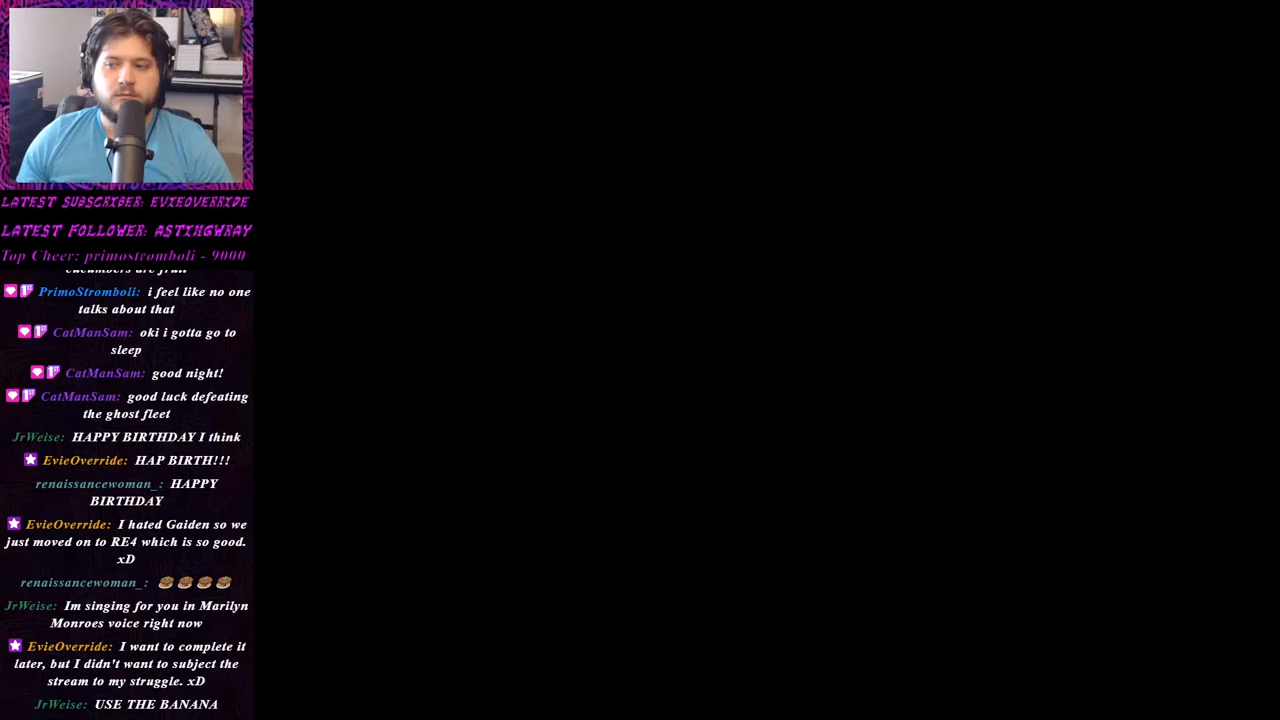 LATEST SUBSCRIBER: EVIEOVERRIDE
LATEST FOLLOWER: ASTINGWRAY
Top Cheer: primostromboli - 9000
cucumbers are fruit
PrimoStromboli: i feel like no one
talks about that
CatManSam: oki i gotta go to
sleep
CatManSam: good night!
CatManSam: good luck defeating
the ghost fleet
JrWeise: HAPPY BIRTHDAY I think
EvieOverride: HAP BIRTH!!!
renaissancewoman_: HAPPY
BIRTHDAY
EvieOverride: I hated Gaiden so we
just moved on to RE4 which is so good.
xD
renaissancewoman_:
JrWeise: Im singing for you in Marilyn
Monroes voice right now
EvieOverride: I want to complete it
later, but I didn't want to subject the
stream to my struggle. xD
JrWeise: USE THE BANANA